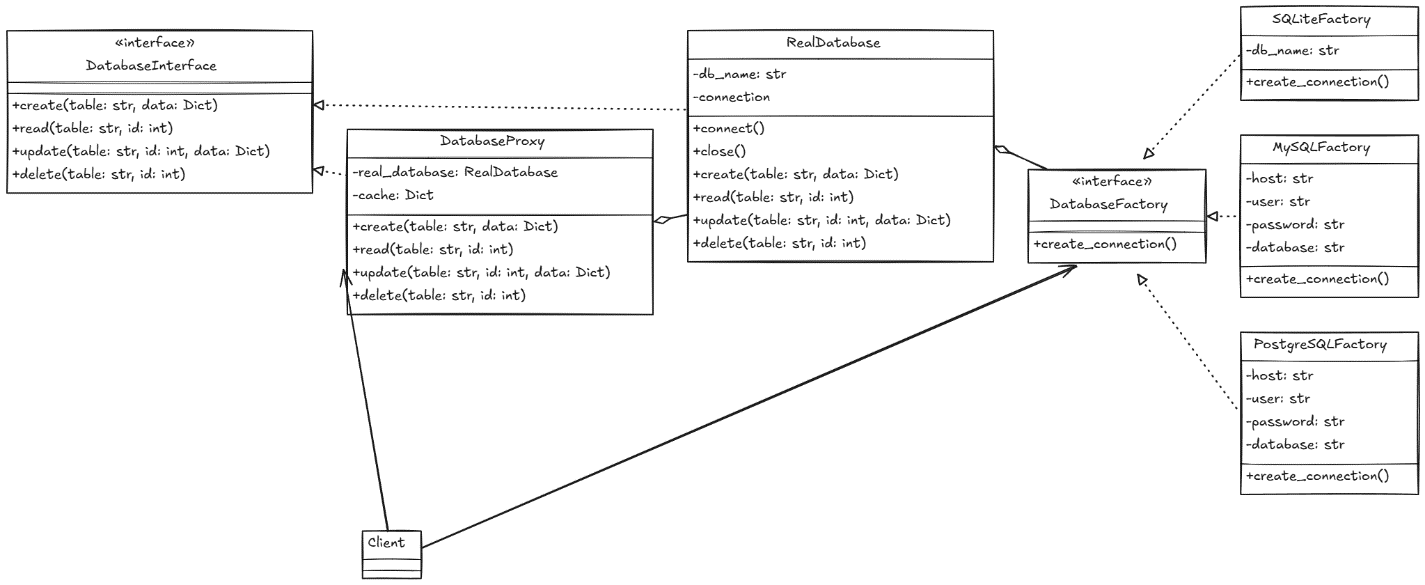 «interface»
DatabaseInterface
+create(table: str, data: Dict)
+read(table: str, id: int)
+update(table: str, id: int, data: Dict)
+delete(table: str, id: int)
DatabaseProxy
-real_database: RealDatabase
-cache: Dict
+create(table: str, data: Dict)
+read(table: str, id: int)
+update(table: str, id: int, data: Dict)
+delete(table: str, id: int)
RealDatabase
-db_name: str
-connection
+connect()
+close()
+create(table: str, data: Dict)
+read(table: str, id: int)
+update(table: str, id: int, data: Dict)
+delete(table: str, id: int)
«interface»
DatabaseFactory
+create_connection()
SQLiteFactory
-db_name: str
+create_connection()
MySQLFactory
-host: str
-user: str
-password: str
-database: str
+create_connection()
PostgreSQLFactory
-host: str
-user: str
-password: str
-database: str
+create_connection()
Client